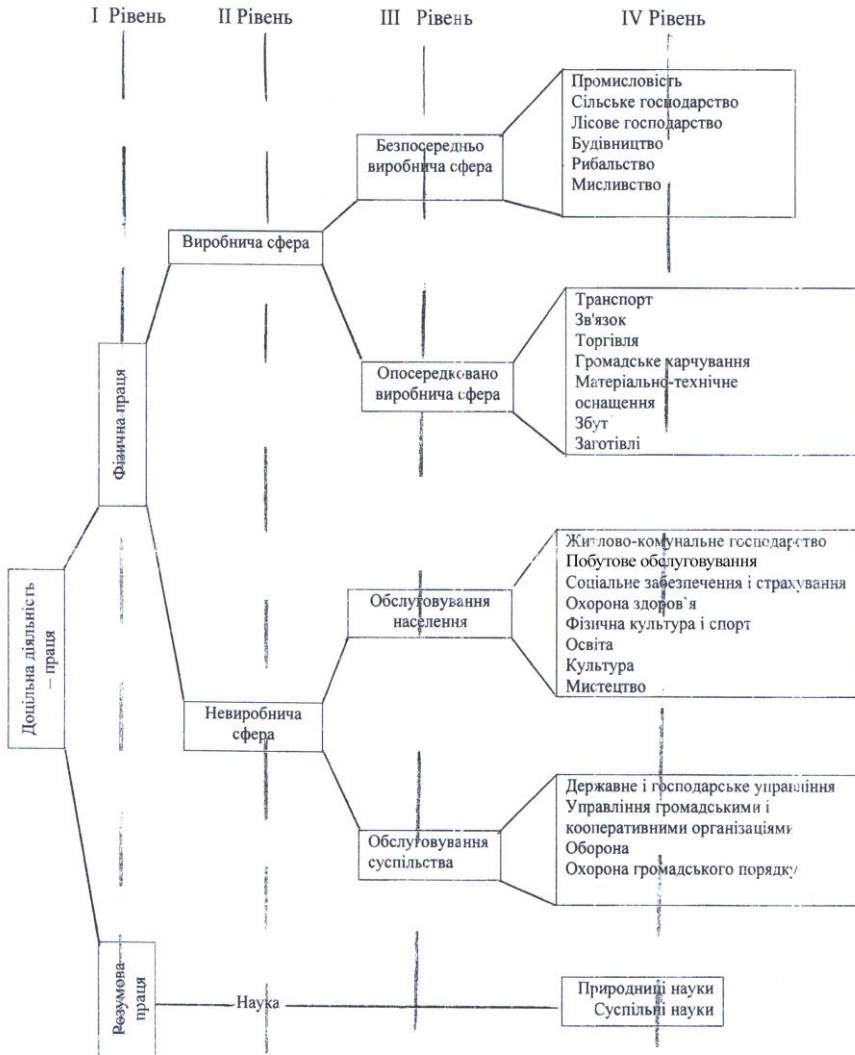 I Рівень II Рівень III Рівень IV Рівень
Промисловість
Сільське господарство
Лісове господарство
Будівництво
Рибальство
Мисливство
Безпосередньо
виробнича сфера
Виробнича сфера
Транспорт
Зв'язок
Торгівля
Громадське харчування
Матеріально-технічне
оснащення
Збут
Заготівлі
Опосередковано
виробнича сфера
Фізична праця
Житлово-комунальне господарство
Побутове обслуговування
Соціальне забезпечення і страхування
Охорона здоров`я
Фізична культура і спорт
Освіта
Культура
Мистецтво
Обслуговування
населення
Доцільна діяльність
– праця
Невиробнича
сфера
Державне і господарське управління
Управління громадськими і
кооперативними організаціями
Оборона
Охорона громадського порядку
Обслуговування
суспільства
Розумова
праця
Наука
Природничі науки
Суспільні науки